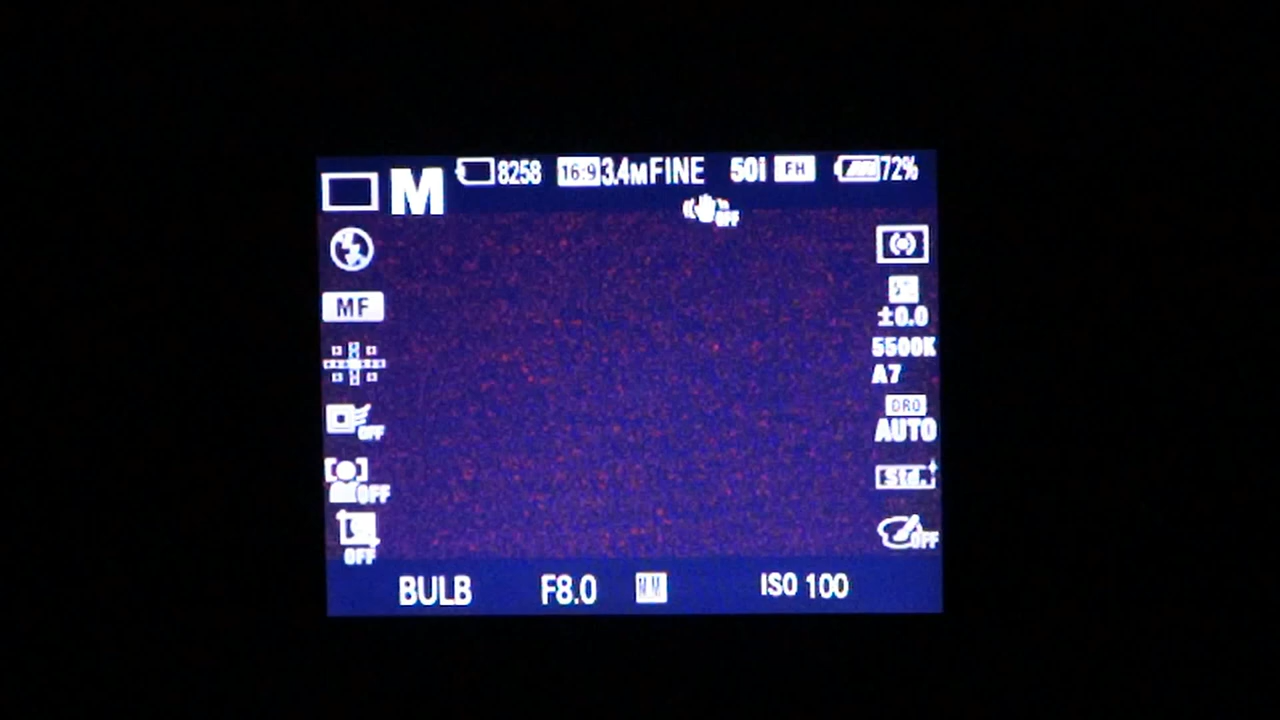 M 8258 16:9 3.4M FINE 50i FH 72%
OFF
MF
±0.0
5500K
A7
DRO
OFF AUTO
OFF Std.
OFF OFF
BULB F8.0 M.M. ISO 100